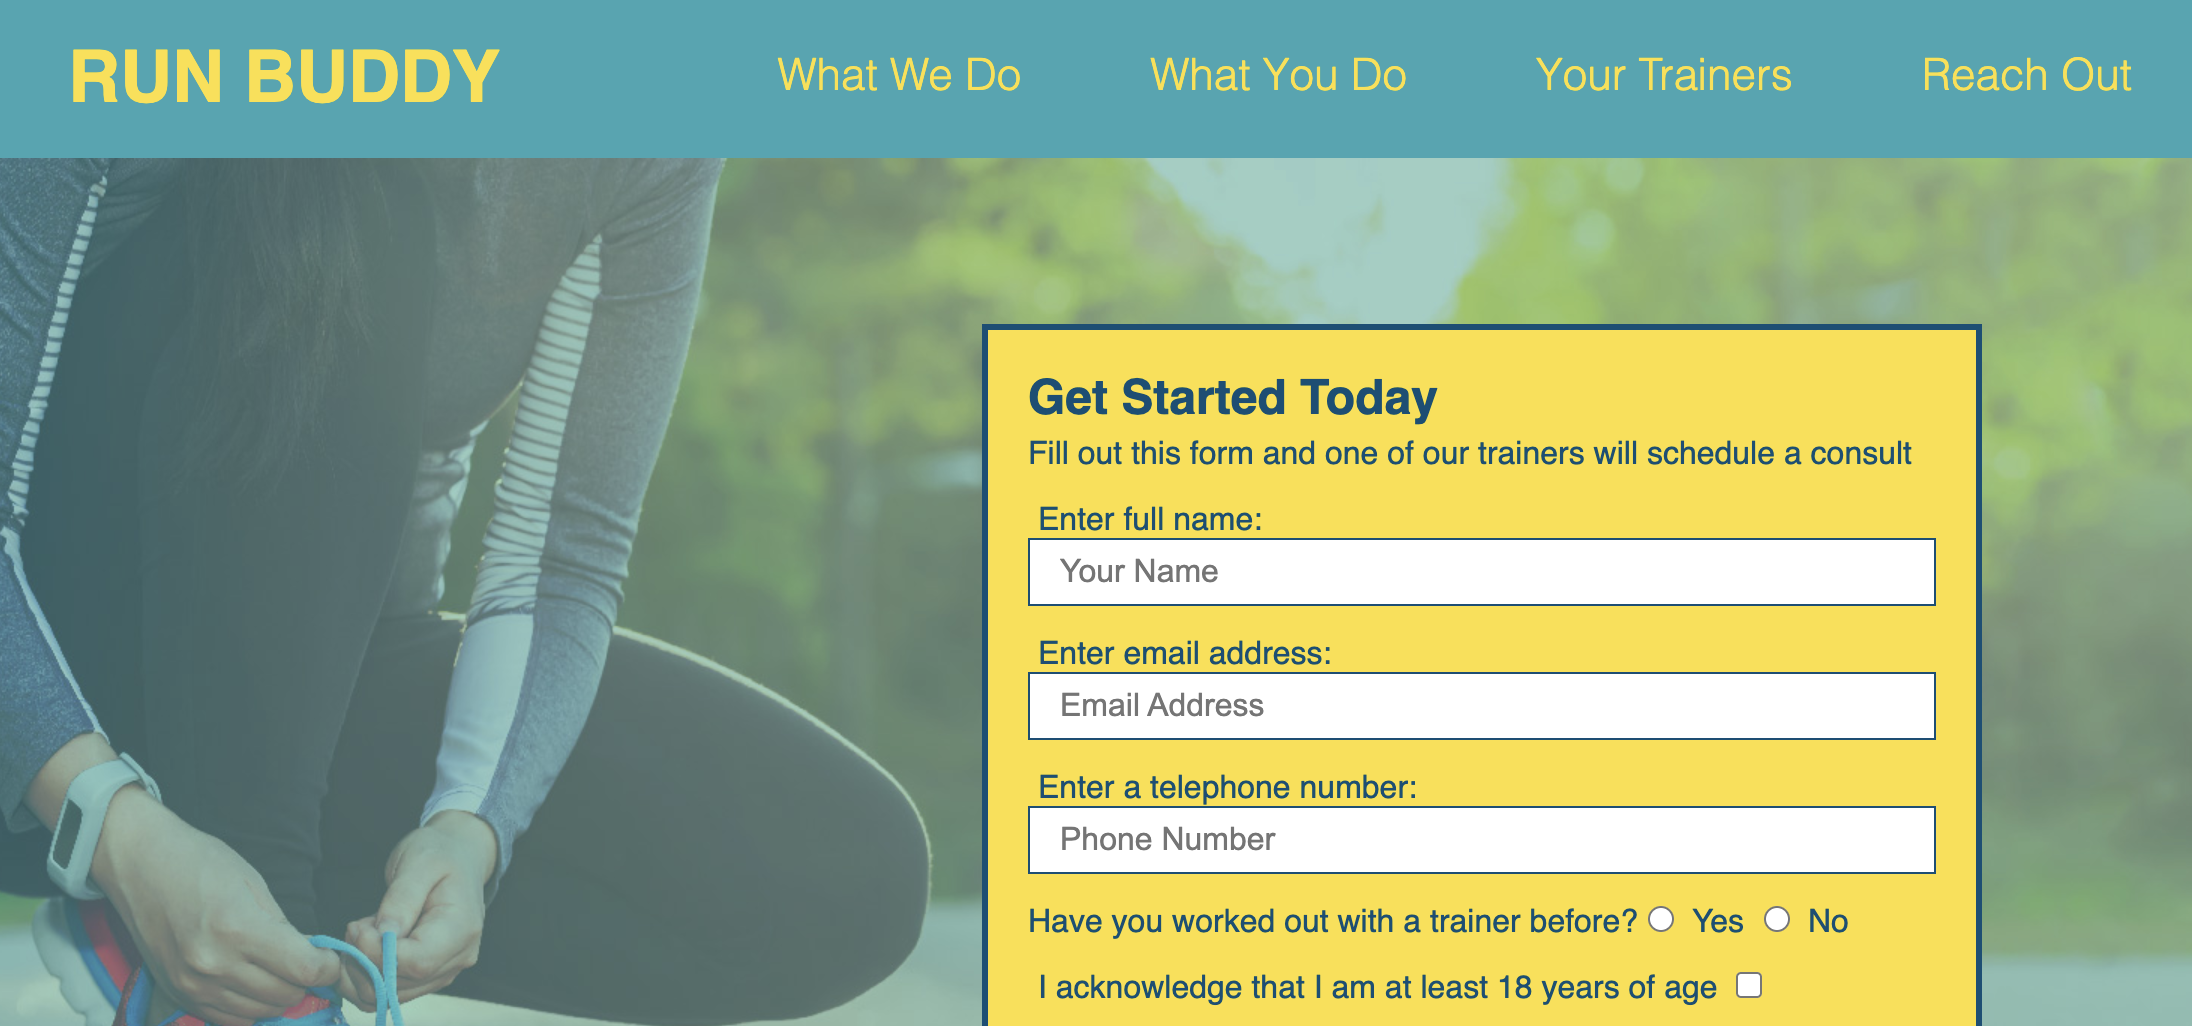 RUN BUDDY
What We Do
What You Do
Your Trainers
Reach Out
Get Started Today
Fill out this form and one of our trainers will schedule a consult
Enter full name:
Your Name
Enter email address:
Email Address
Enter a telephone number:
Phone Number
Have you worked out with a trainer before? Yes No
I acknowledge that I am at least 18 years of age